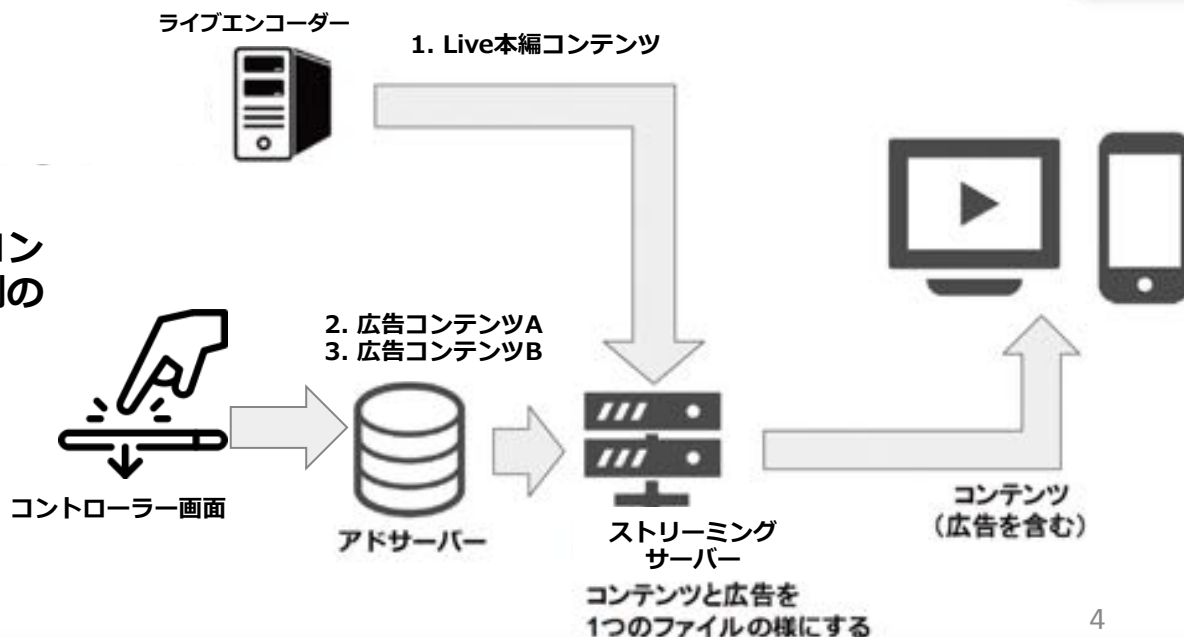 ライブエンコーダー
1. Live本編コンテンツ
コン
の
2. 広告コンテンツA
3. 広告コンテンツB
コントローラー画面
アドサーバー
ストリーミング
サーバー
コンテンツと広告を
1つのファイルの様にする
コンテンツ
（広告を含む）
4